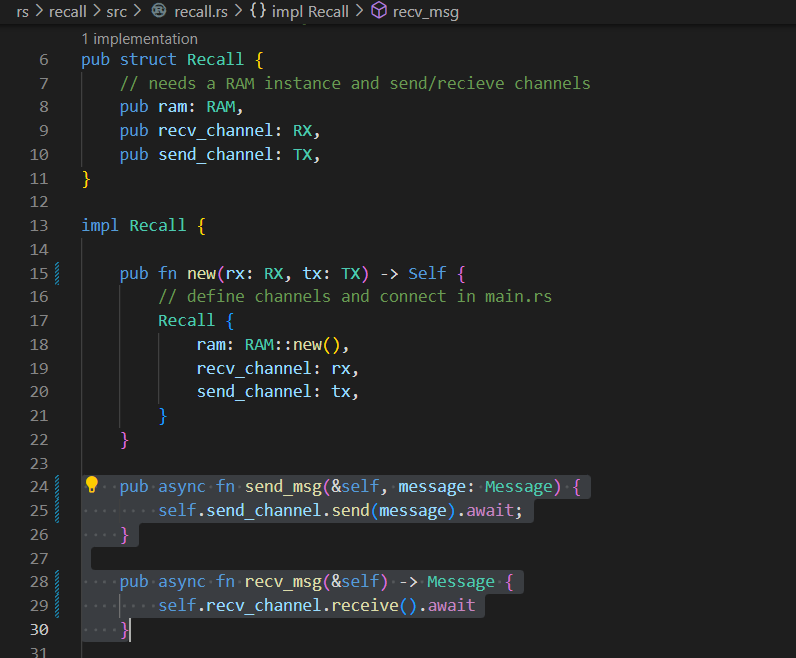 rs > recall > src > recall.rs > {} impl Recall > recv_msg
1 implementation
6 pub struct Recall {
7     // needs a RAM instance and send/recieve channels
8     pub ram: RAM,
9     pub recv_channel: RX,
10     pub send_channel: TX,
11 }
12
13 impl Recall {
14
15     pub fn new(rx: RX, tx: TX) -> Self {
16         // define channels and connect in main.rs
17         Recall {
18             ram: RAM::new(),
19             recv_channel: rx,
20             send_channel: tx,
21         }
22     }
23
24     pub async fn send_msg(&self, message: Message) {
25         self.send_channel.send(message).await;
26     }
27
28     pub async fn recv_msg(&self) -> Message {
29         self.recv_channel.receive().await
30     }
31